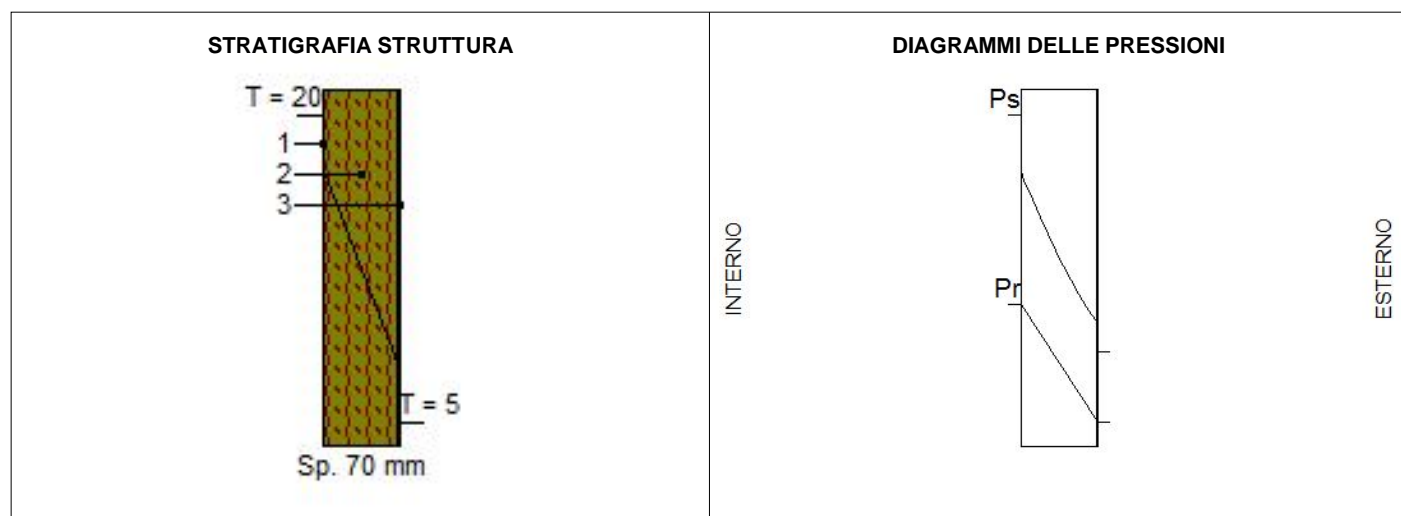 STRATIGRAFIA STRUTTURA
T = 20
1
2
3
T = 5
Sp. 70 mm
DIAGRAMMI DELLE PRESSIONI
Ps
Pr
INTERNO
ESTERNO